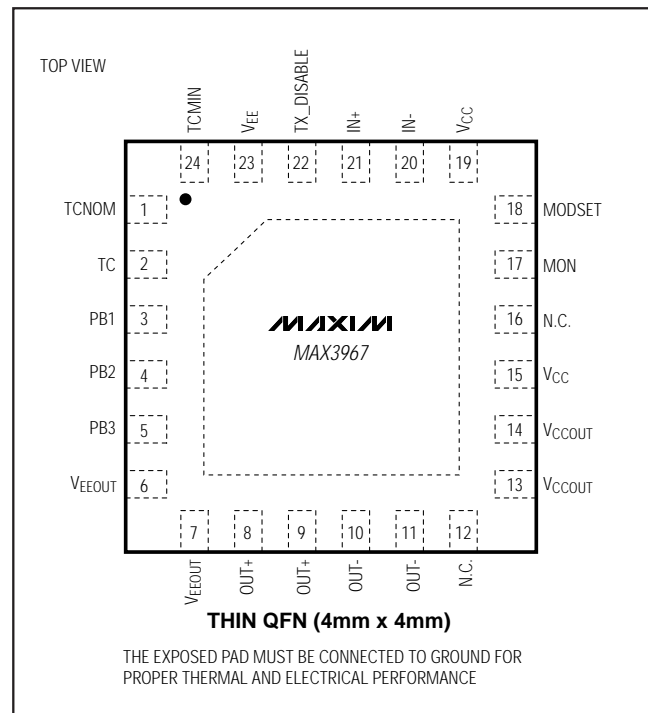 TOP VIEW
TCMIN
VEE
TX_DISABLE
IN+
IN-
VCC
24
23
22
21
20
19
TCNOM 1
18 MODSET
TC 2
17 MON
PB1 3
16 N.C.
MAXIM
MAX3967
PB2 4
15 VCC
PB3 5
14 VCCOUT
VEEOUT 6
13 VCCOUT
7
8
9
10
11
12
VEEOUT
OUT+
OUT+
OUT-
OUT-
N.C.
THIN QFN (4mm x 4mm)
THE EXPOSED PAD MUST BE CONNECTED TO GROUND FOR
PROPER THERMAL AND ELECTRICAL PERFORMANCE